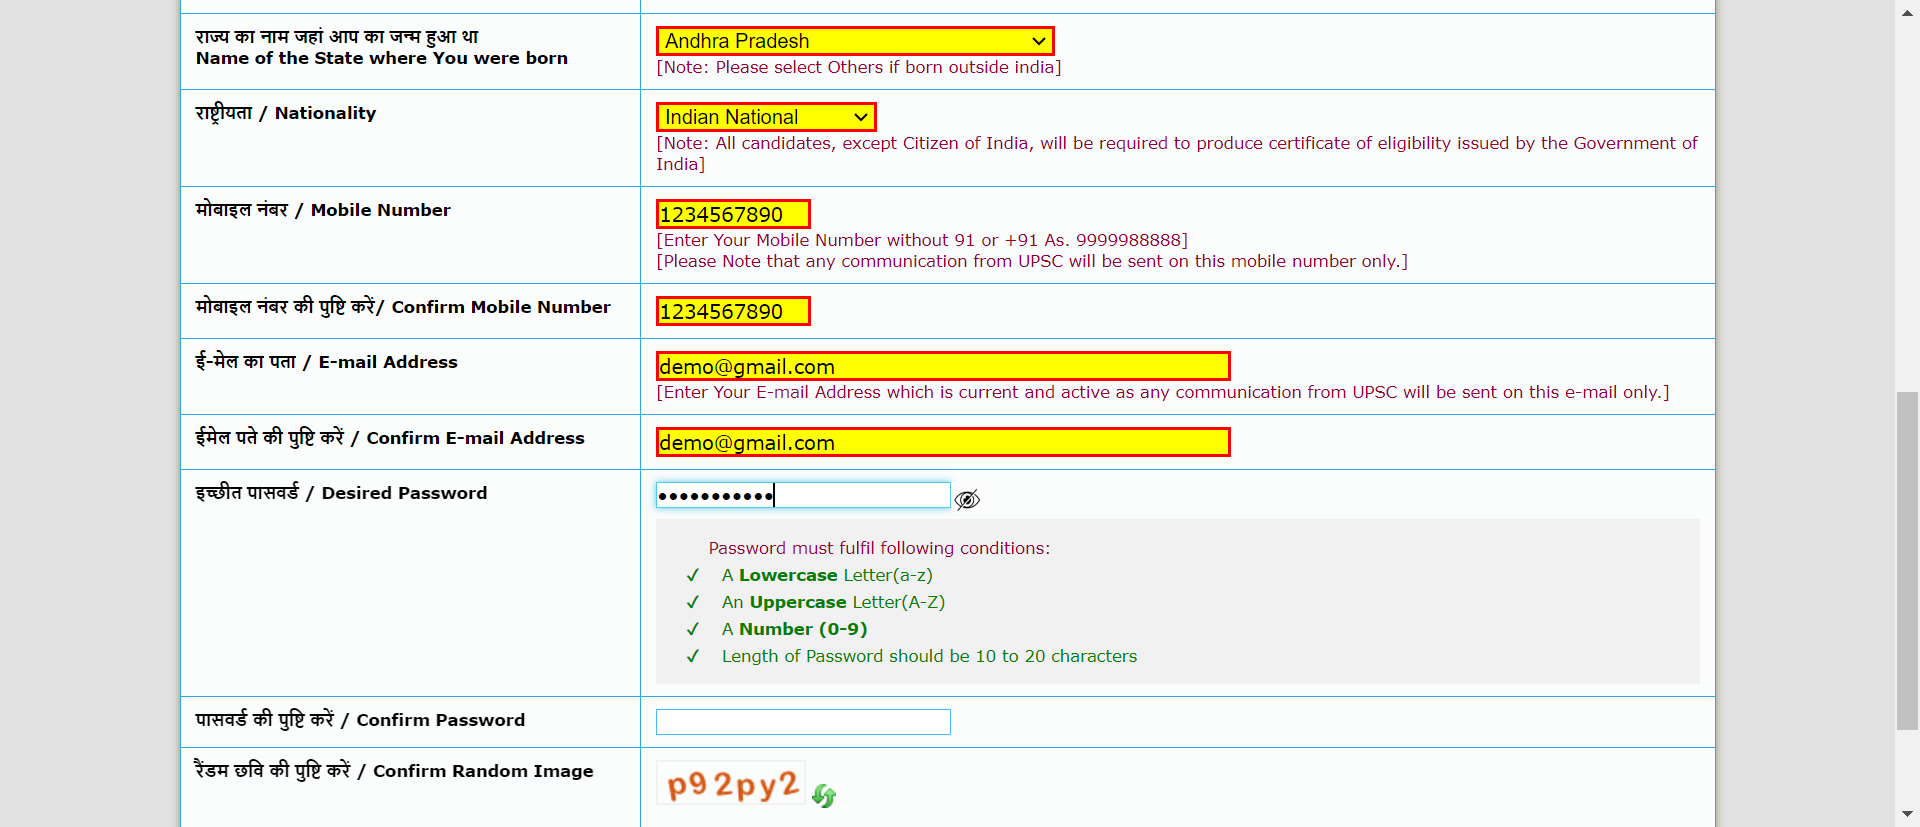 राज्य का नाम जहां आप का जन्म हुआ था
Name of the State where You were born
Andhra Pradesh
[Note: Please select Others if born outside india]
राष्ट्रीयता / Nationality
Indian National
[Note: All candidates, except Citizen of India, will be required to produce certificate of eligibility issued by the Government of
India]
मोबाइल नंबर / Mobile Number
1234567890
[Enter Your Mobile Number without 91 or +91 As. 9999988888]
[Please Note that any communication from UPSC will be sent on this mobile number only.]
मोबाइल नंबर की पुष्टि करें/ Confirm Mobile Number
1234567890
ई-मेल का पता / E-mail Address
demo@gmail.com
[Enter Your E-mail Address which is current and active as any communication from UPSC will be sent on this e-mail only.]
ईमेल पते की पुष्टि करें / Confirm E-mail Address
demo@gmail.com
इच्छीत पासवर्ड / Desired Password
•••••••••••
Password must fulfil following conditions:
✓ A Lowercase Letter(a-z)
✓ An Uppercase Letter(A-Z)
✓ A Number (0-9)
✓ Length of Password should be 10 to 20 characters
पासवर्ड की पुष्टि करें / Confirm Password
रैंडम छवि की पुष्टि करें / Confirm Random Image
p92py2